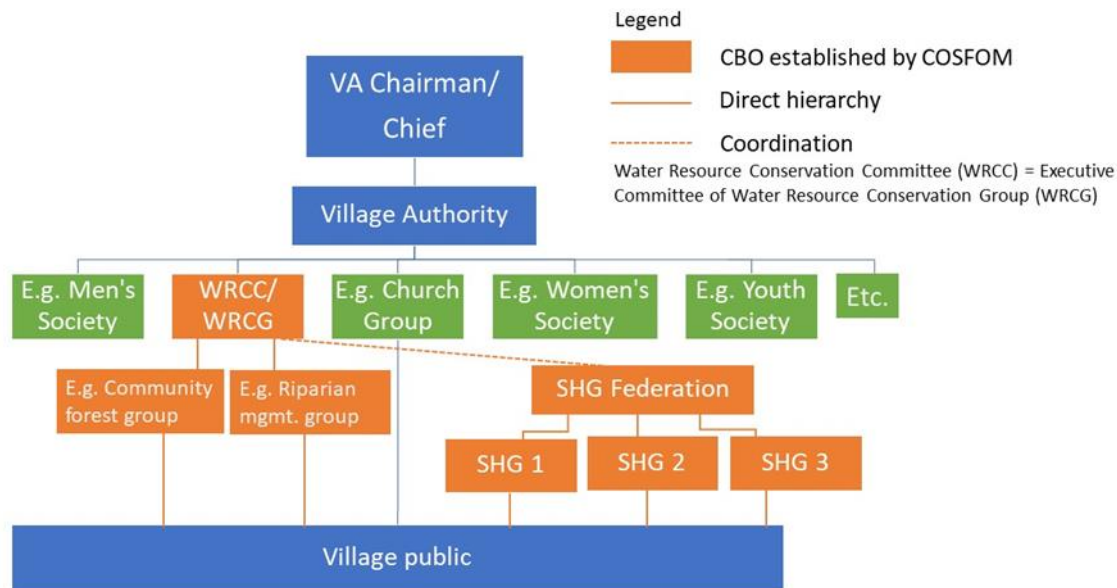 Legend
CBO established by COSFOM
Direct hierarchy
Coordination
Water Resource Conservation Committee (WRCC) = Executive
Committee of Water Resource Conservation Group (WRCG)
VA Chairman/
Chief
Village Authority
E.g. Men's
Society
WRCC/
WRCG
E.g. Church
Group
E.g. Women's
Society
E.g. Youth
Society
Etc.
E.g. Community
forest group
E.g. Riparian
mgmt. group
SHG Federation
SHG 1
SHG 2
SHG 3
Village public